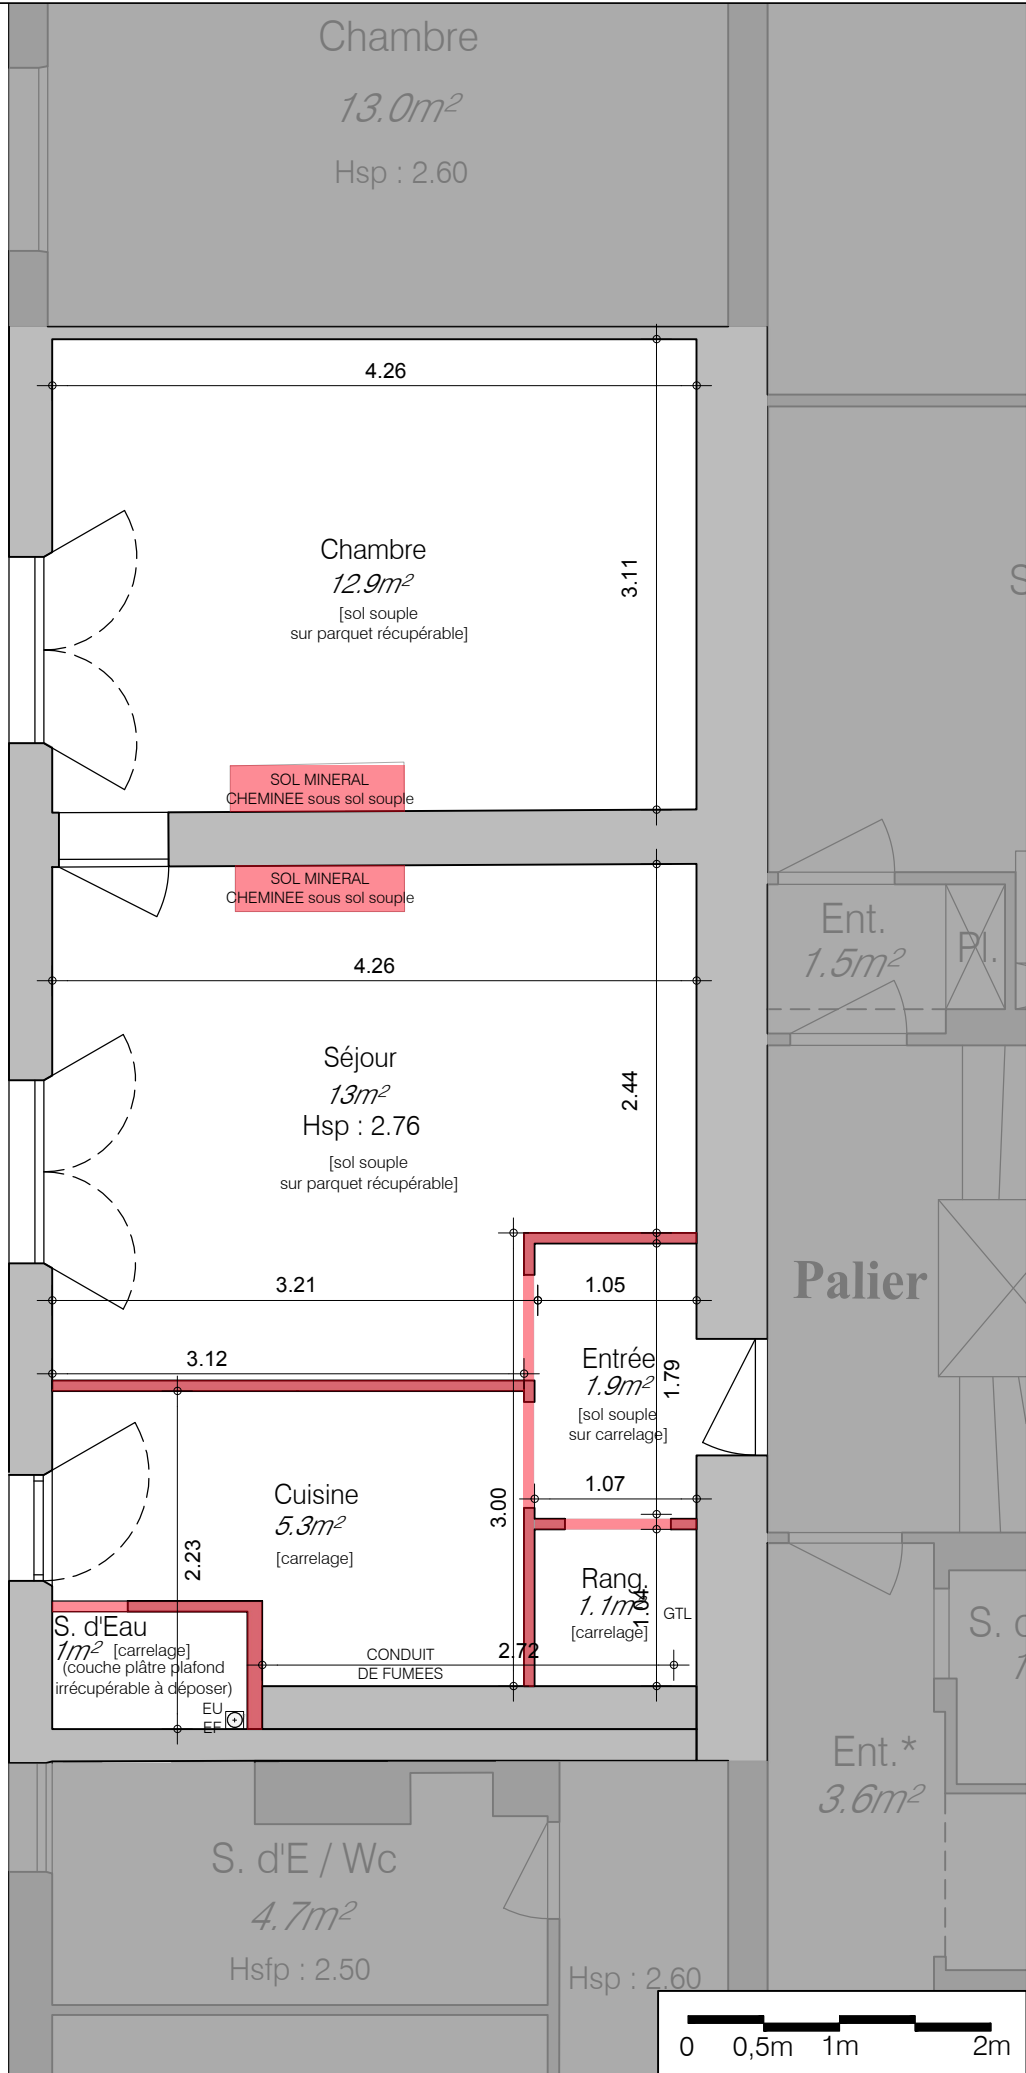 Chambre
13.0m²
Hsp : 2.60
4.26
Chambre
12.9m²
[sol souple
sur parquet récupérable]
3.11
SOL MINERAL
CHEMINEE sous sol souple
SOL MINERAL
CHEMINEE sous sol souple
S
Ent.
1.5m²
Pl.
4.26
Séjour
13m²
Hsp : 2.76
[sol souple
sur parquet récupérable]
2.44
Palier
3.21
1.05
3.12
Entrée
1.9m²
[sol souple
sur carrelage]
1.79
1.07
Cuisine
5.3m²
[carrelage]
3.00
2.23
Rang.
1.1m²
[carrelage]
1.04
GTL
S. d'Eau
1m² [carrelage]
(couche plâtre plafond
irrécupérable à déposer)
EU
EF
CONDUIT
DE FUMEES
2.72
S. d
1
Ent.*
3.6m²
S. d'E / Wc
4.7m²
Hsfp : 2.50
Hsp : 2.60
0 0,5m 1m 2m